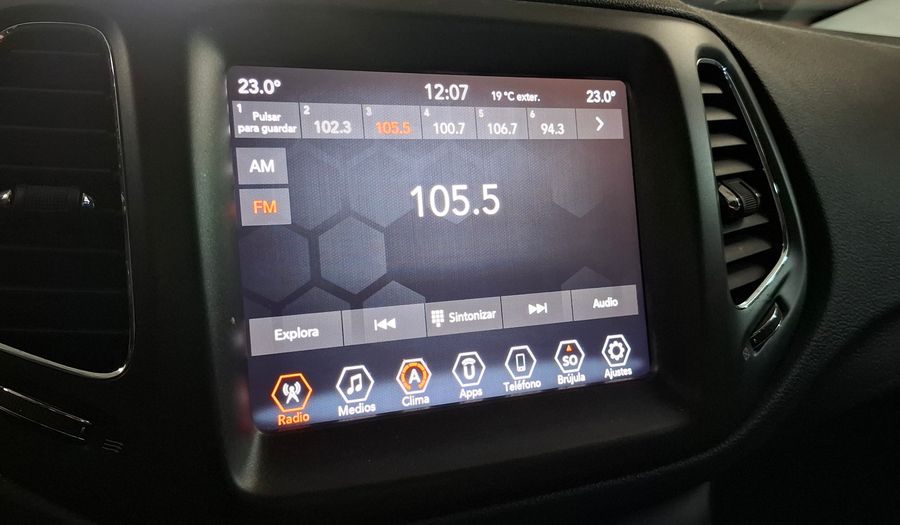 23.0° 12:07 19 °C exter. 23.0°
1 Pulsar para guardar
2 102.3
3 105.5
4 100.7
5 106.7
6 94.3
AM
FM
105.5
Explora Sintonizar Audio
A SO
Radio Medios Clima Apps Teléfono Brújula Ajustes